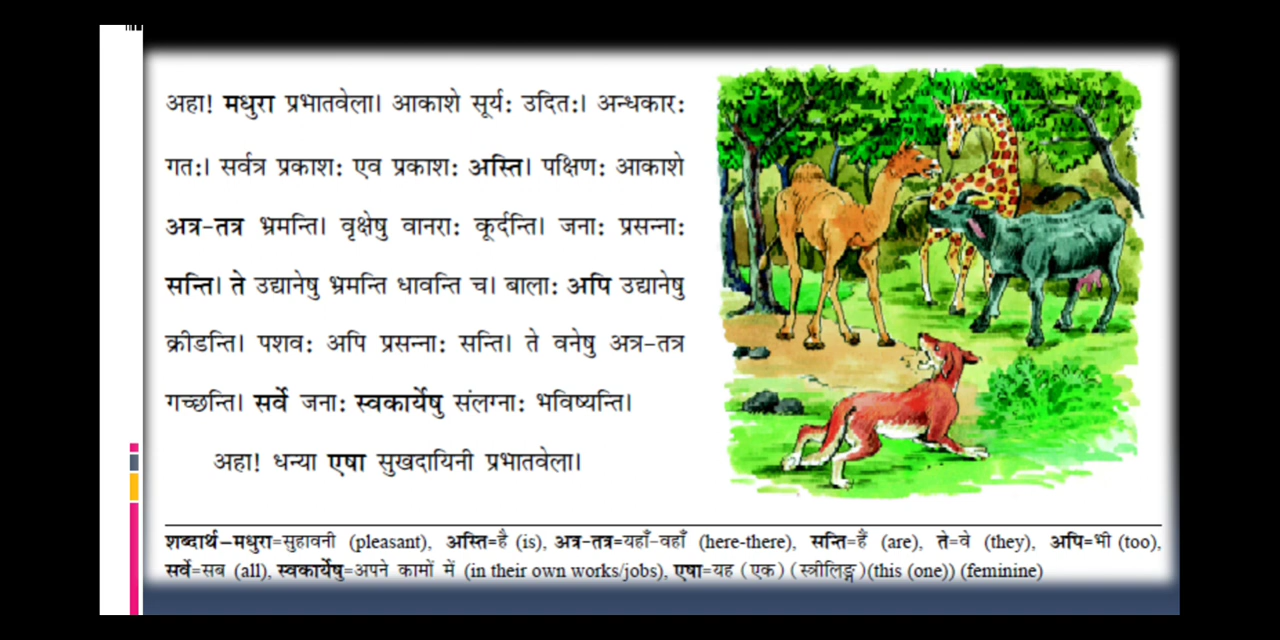 अहा! मधुरा प्रभातवेला। आकाशे सूर्य: उदित:। अन्धकार:
गत:। सर्वत्र प्रकाश: एव प्रकाश: अस्ति। पक्षिण: आकाशे
अत्र-तत्र भ्रमन्ति। वृक्षेषु वानरा: कूर्दन्ति। जना: प्रसन्ना:
सन्ति। ते उद्यानेषु भ्रमन्ति धावन्ति च। बाला: अपि उद्यानेषु
क्रीडन्ति। पशव: अपि प्रसन्ना: सन्ति। ते वनेषु अत्र-तत्र
गच्छन्ति। सर्वे जना: स्वकार्येषु संलग्ना: भविष्यन्ति।
अहा! धन्या एषा सुखदायिनी प्रभातवेला।
शब्दार्थ–मधुरा=सुहावनी (pleasant), अस्ति=है (is), अत्र-तत्र=यहाँ-वहाँ (here-there), सन्ति=हैं (are), ते=वे (they), अपि=भी (too),
सर्वे=सब (all), स्वकार्येषु=अपने कामों में (in their own works/jobs), एषा=यह (एक) (स्त्रीलिङ्ग)(this (one)) (feminine)